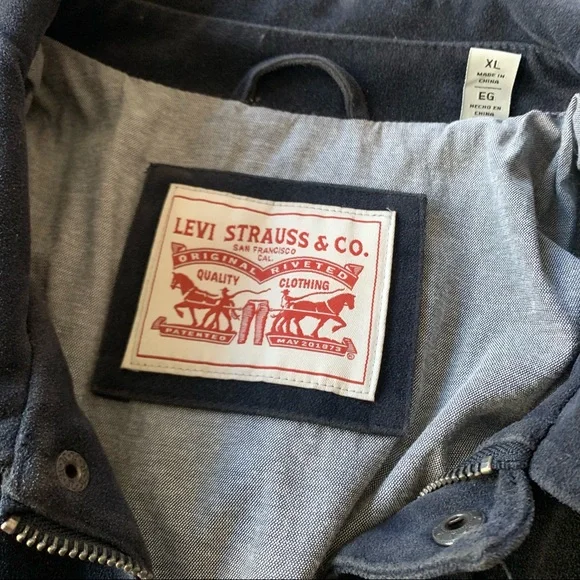 XL
MADE IN
CHINA
EG
HECHO EN
CHINA
LEVI STRAUSS & CO.
SAN FRANCISCO
CAL.
ORIGINAL RIVETED
QUALITY CLOTHING
PATENTED MAY 20 1873
®